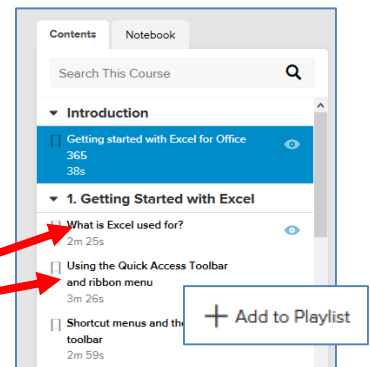 Contents Notebook
Search This Course
Introduction
Getting started with Excel for Office
365
38s
1. Getting Started with Excel
What is Excel used for?
2m 25s
Using the Quick Access Toolbar
and ribbon menu
3m 26s
Shortcut menus and the
toolbar
2m 59s
+ Add to Playlist